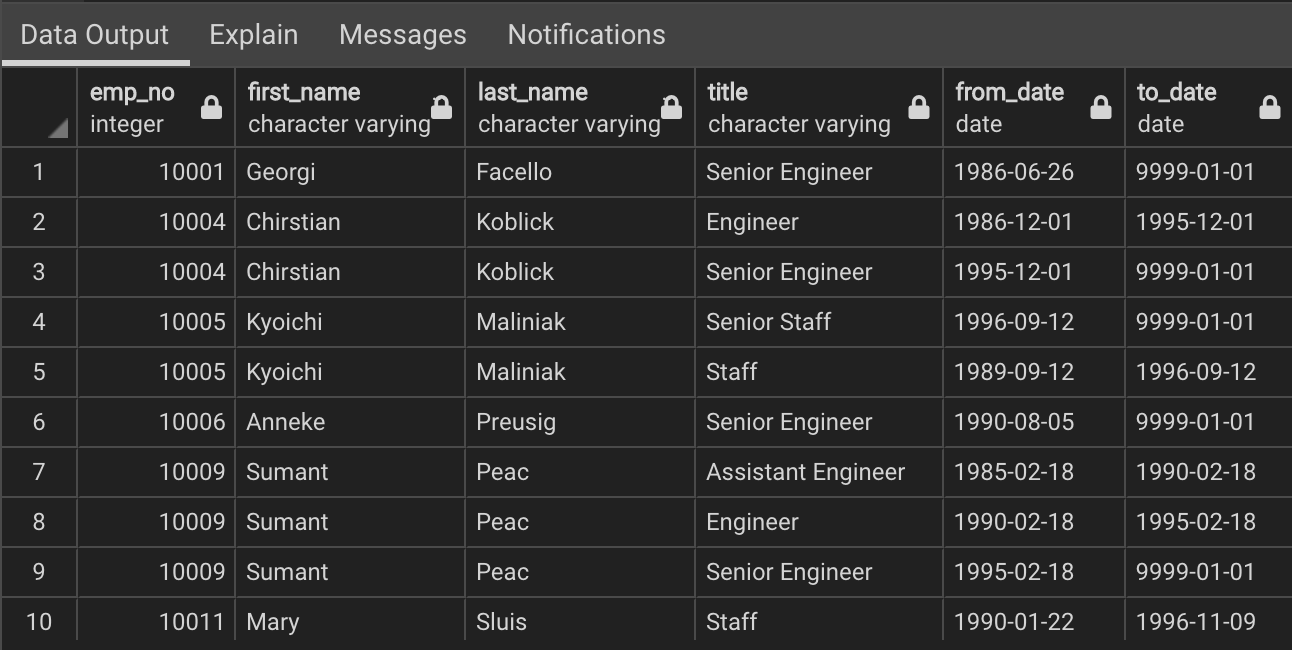 Data Output Explain Messages Notifications
emp_no first_name last_name title from_date to_date
integer character varying character varying character varying date date
1 10001 Georgi Facello Senior Engineer 1986-06-26 9999-01-01
2 10004 Chirstian Koblick Engineer 1986-12-01 1995-12-01
3 10004 Chirstian Koblick Senior Engineer 1995-12-01 9999-01-01
4 10005 Kyoichi Maliniak Senior Staff 1996-09-12 9999-01-01
5 10005 Kyoichi Maliniak Staff 1989-09-12 1996-09-12
6 10006 Anneke Preusig Senior Engineer 1990-08-05 9999-01-01
7 10009 Sumant Peac Assistant Engineer 1985-02-18 1990-02-18
8 10009 Sumant Peac Engineer 1990-02-18 1995-02-18
9 10009 Sumant Peac Senior Engineer 1995-02-18 9999-01-01
10 10011 Mary Sluis Staff 1990-01-22 1996-11-09